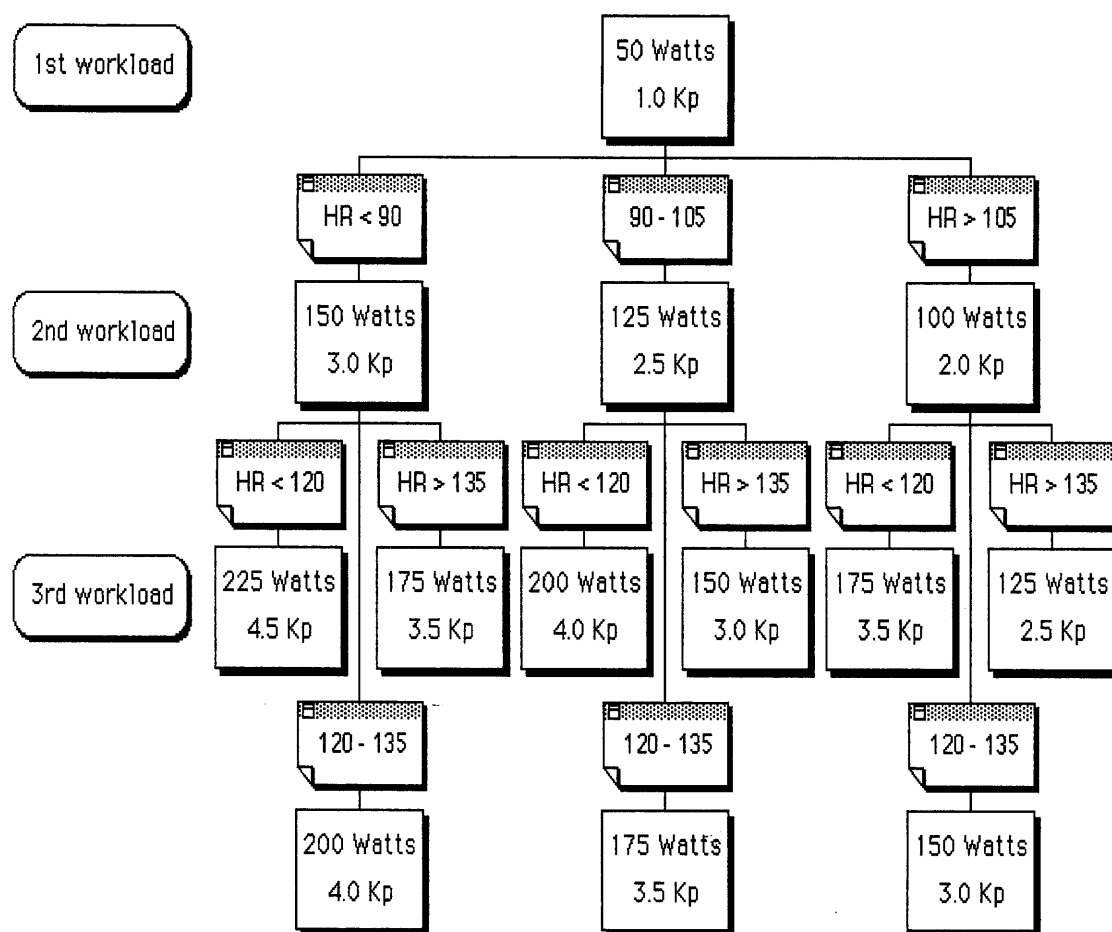 1st workload
50 Watts
1.0 Kp
HR < 90
90 - 105
HR > 105
2nd workload
150 Watts
3.0 Kp
125 Watts
2.5 Kp
100 Watts
2.0 Kp
HR < 120
HR > 135
HR < 120
HR > 135
HR < 120
HR > 135
3rd workload
225 Watts
4.5 Kp
175 Watts
3.5 Kp
200 Watts
4.0 Kp
150 Watts
3.0 Kp
175 Watts
3.5 Kp
125 Watts
2.5 Kp
120 - 135
120 - 135
120 - 135
200 Watts
4.0 Kp
175 Watts
3.5 Kp
150 Watts
3.0 Kp